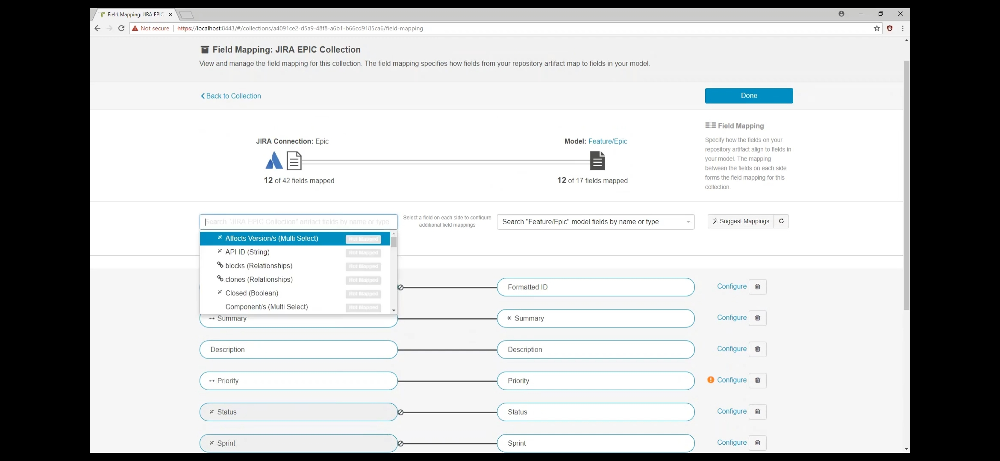 Field Mapping: JIRA EPIC
Not secure
https://localhost:8443/#/collections/a4091ce2-d5a9-48f8-a6b1-b66cd9185ca6/field-mapping
Field Mapping: JIRA EPIC Collection
View and manage the field mapping for this collection. The field mapping specifies how fields from your repository artifact map to fields in your model.
Back to Collection
Done
JIRA Connection: Epic
12 of 42 fields mapped
Model: Feature/Epic
12 of 17 fields mapped
Field Mapping
Specify how the fields on your
repository artifact align to fields in
your model. The mapping
between the fields on each side
forms the field mapping for this
collection.
Search "JIRA EPIC Collection" artifact fields by name or type
Select a field on each side to configure
additional field mappings
Search "Feature/Epic" model fields by name or type
Suggest Mappings
Affects Version/s (Multi Select) Not Mapped
API ID (String) Not Mapped
blocks (Relationships) Not Mapped
clones (Relationships) Not Mapped
Closed (Boolean) Not Mapped
Component/s (Multi Select) Not Mapped
Formatted ID Configure
Summary Summary Configure
Description Description Configure
Priority Priority Configure
Status Status Configure
Sprint Sprint Configure